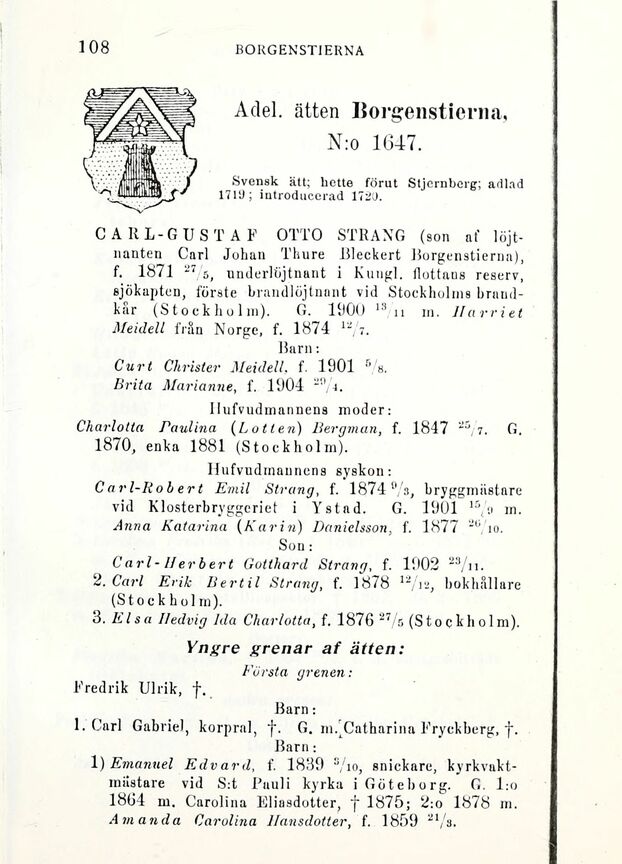 108
BORGENSTIERNA
Adel. ätten Borgenstierna,
N:o 1647.
Svensk ätt; hette förut Stjernberg; adlad
1719; introducerad 1720.
CARL-GUSTAF OTTO STRANG (son af löjt-
nanten Carl Johan Thure Bleckert Borgenstierna),
f. 1871 27/5, underlöjtnant i Kungl. flottans reserv,
sjökapten, förste brandlöjtnant vid Stockholms brand-
kår (Stockholm). G. 1900 13/11 m. Harriet
Meidell från Norge, f. 1874 12/7.
Barn:
Curt Christer Meidell, f. 1901 5/8.
Brita Marianne, f. 1904 29/4.
Hufvudmannens moder:
Charlotta Paulina (Lotten) Bergman, f. 1847 25/7. G.
1870, enka 1881 (Stockholm).
Hufvudmannens syskon:
Carl-Robert Emil Strang, f. 1874 9/3, bryggmästare
vid Klosterbryggeriet i Ystad. G. 1901 15/9 m.
Anna Katarina (Karin) Danielsson, f. 1877 26/10.
Son:
Carl-Herbert Gotthard Strang, f. 1902 23/11.
2. Carl Erik Bertil Strang, f. 1878 12/12, bokhållare
(Stockholm).
3. Elsa Hedvig Ida Charlotta, f. 1876 27/5 (Stockholm).
Yngre grenar af ätten:
Första grenen:
Fredrik Ulrik, †.
Barn:
1. Carl Gabriel, korpral, †. G. m. Catharina Fryckberg, †.
Barn:
1) Emanuel Edvard, f. 1839 3/10, snickare, kyrkvakt-
mästare vid S:t Pauli kyrka i Göteborg. G. 1:o
1864 m. Carolina Eliasdotter, † 1875; 2:o 1878 m.
Amanda Carolina Hansdotter, f. 1859 21/3.